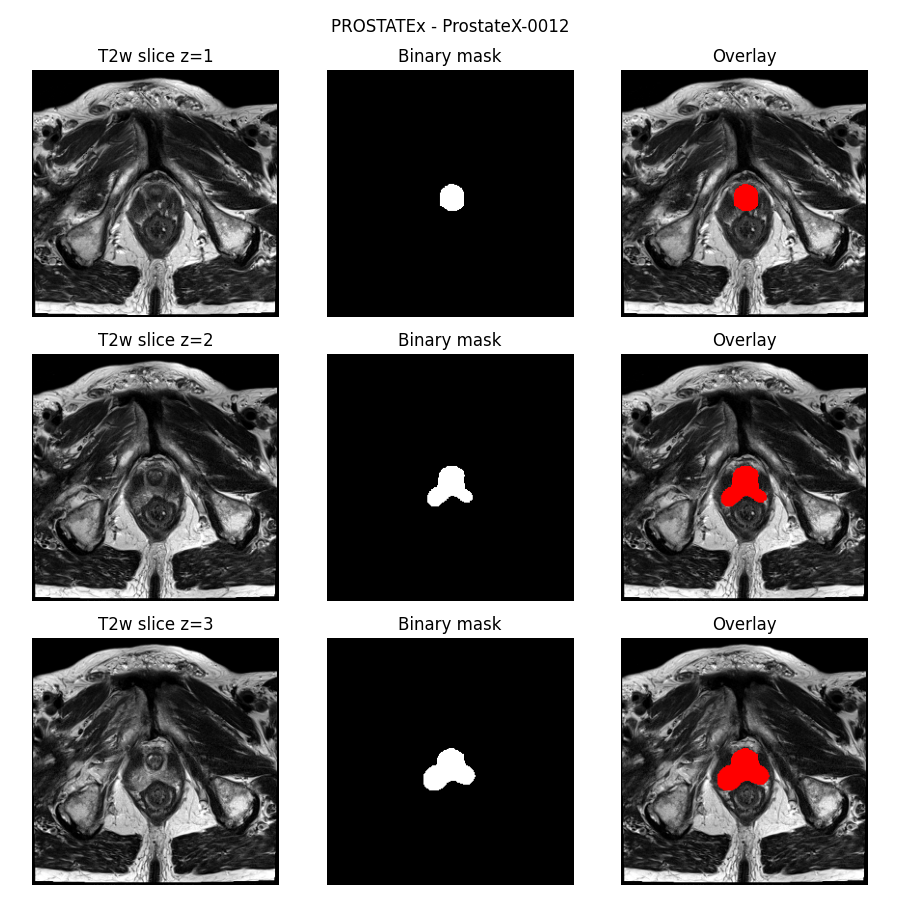 PROSTATEx - ProstateX-0012
T2w slice z=1
Binary mask
Overlay
T2w slice z=2
Binary mask
Overlay
T2w slice z=3
Binary mask
Overlay